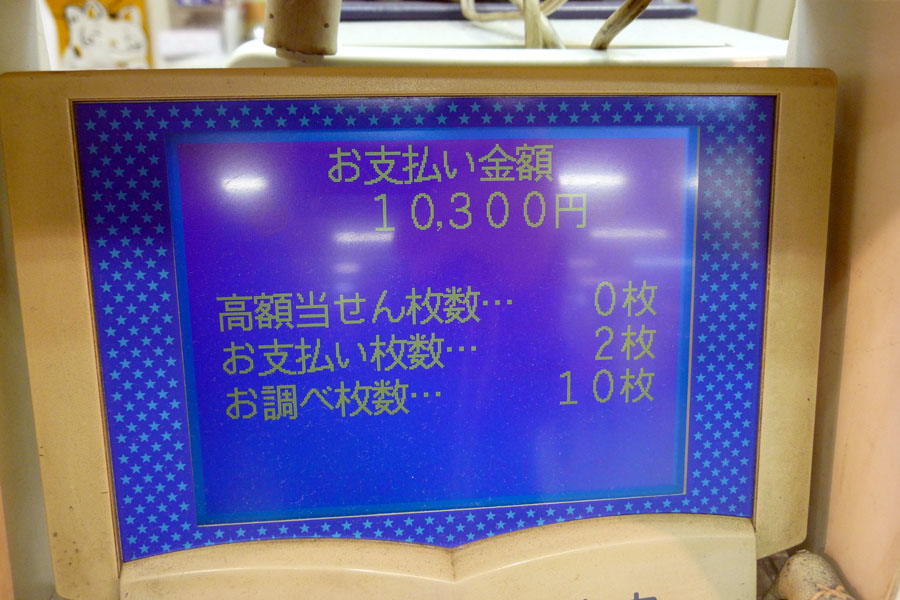 お支払い金額
１０,３００円
高額当せん枚数… ０枚
お支払い枚数… ２枚
お調べ枚数… １０枚